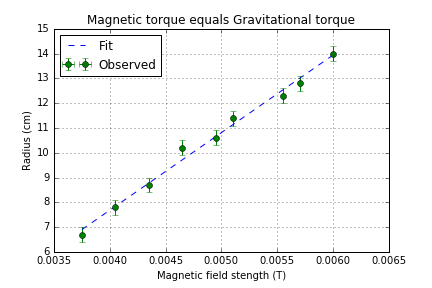 Magnetic torque equals Gravitational torque
Fit
Observed
Radius (cm)
15
14
13
12
11
10
9
8
7
6
0.0035 0.0040 0.0045 0.0050 0.0055 0.0060 0.0065
Magnetic field stength (T)